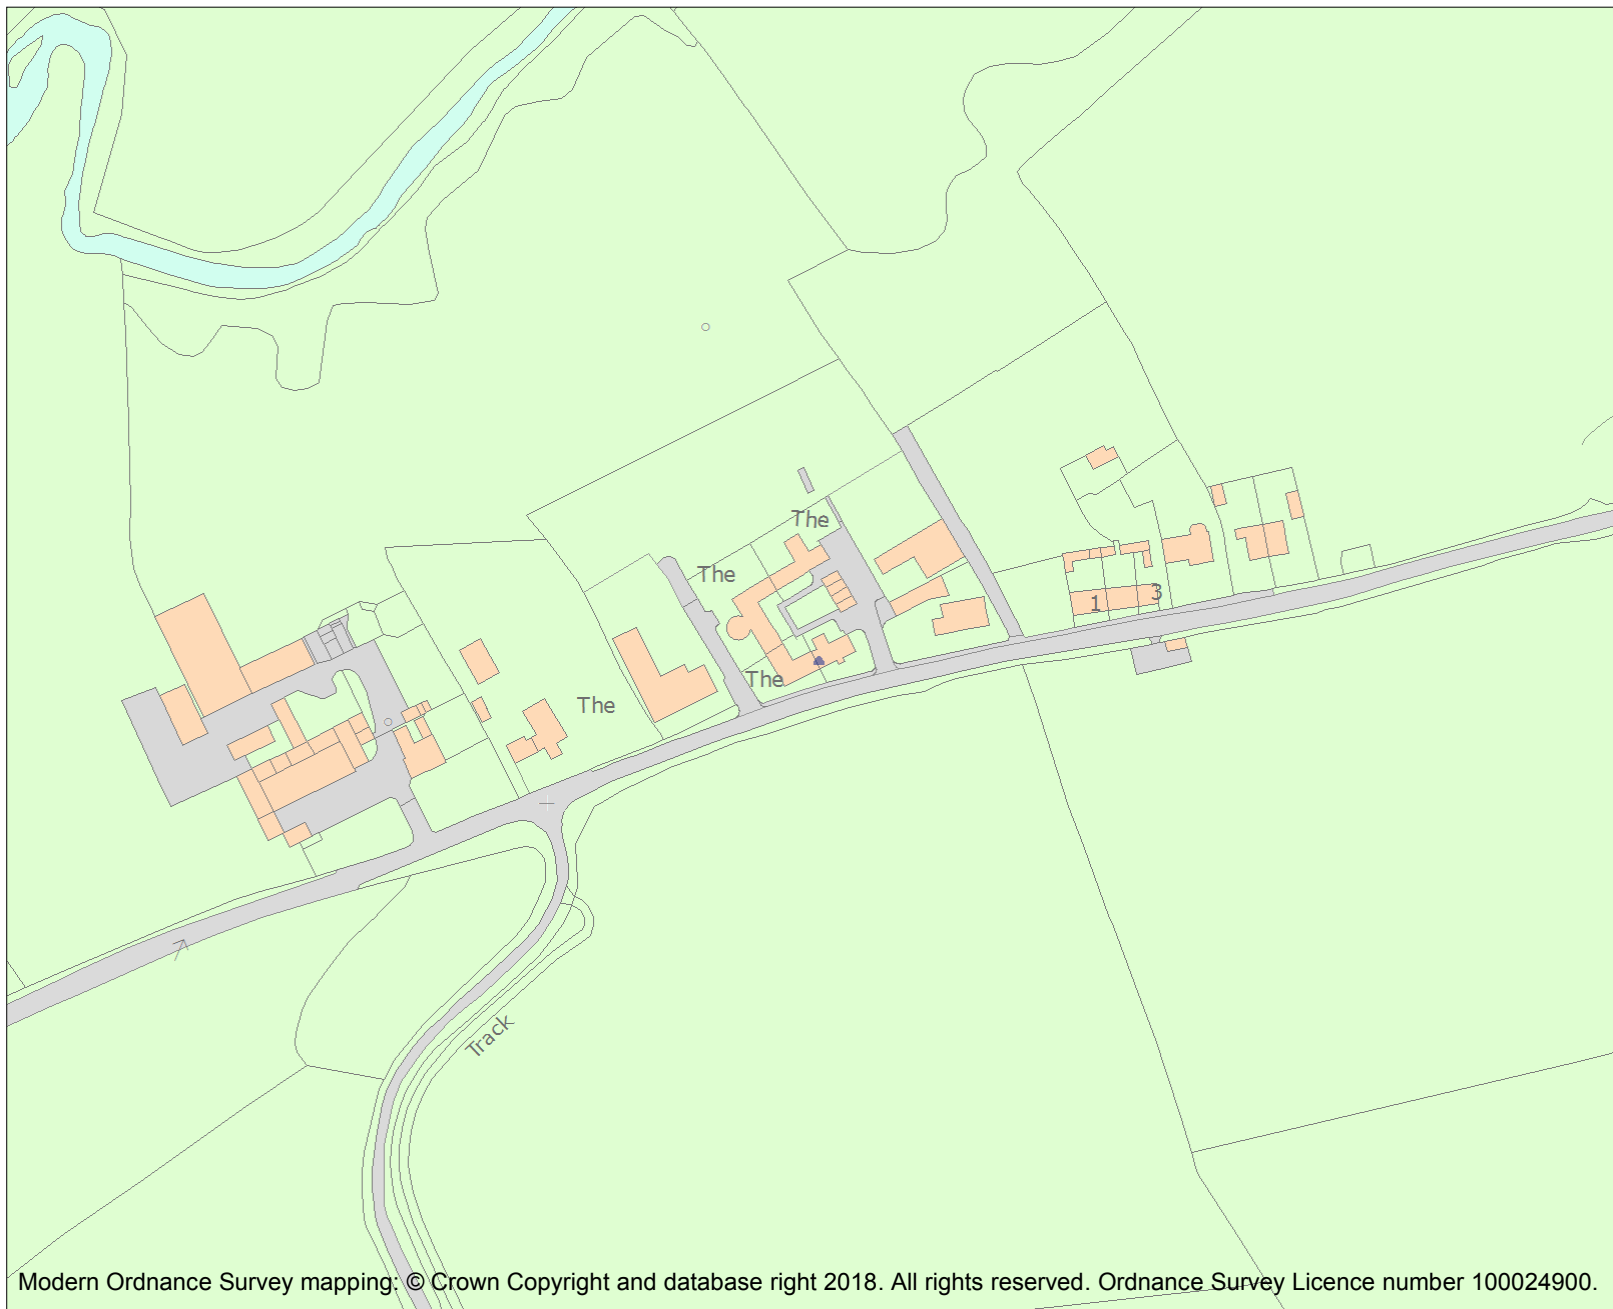 The
The
1
3
The
The
Track
Modern Ordnance Survey mapping: © Crown Copyright and database right 2018. All rights reserved. Ordnance Survey Licence number 100024900.